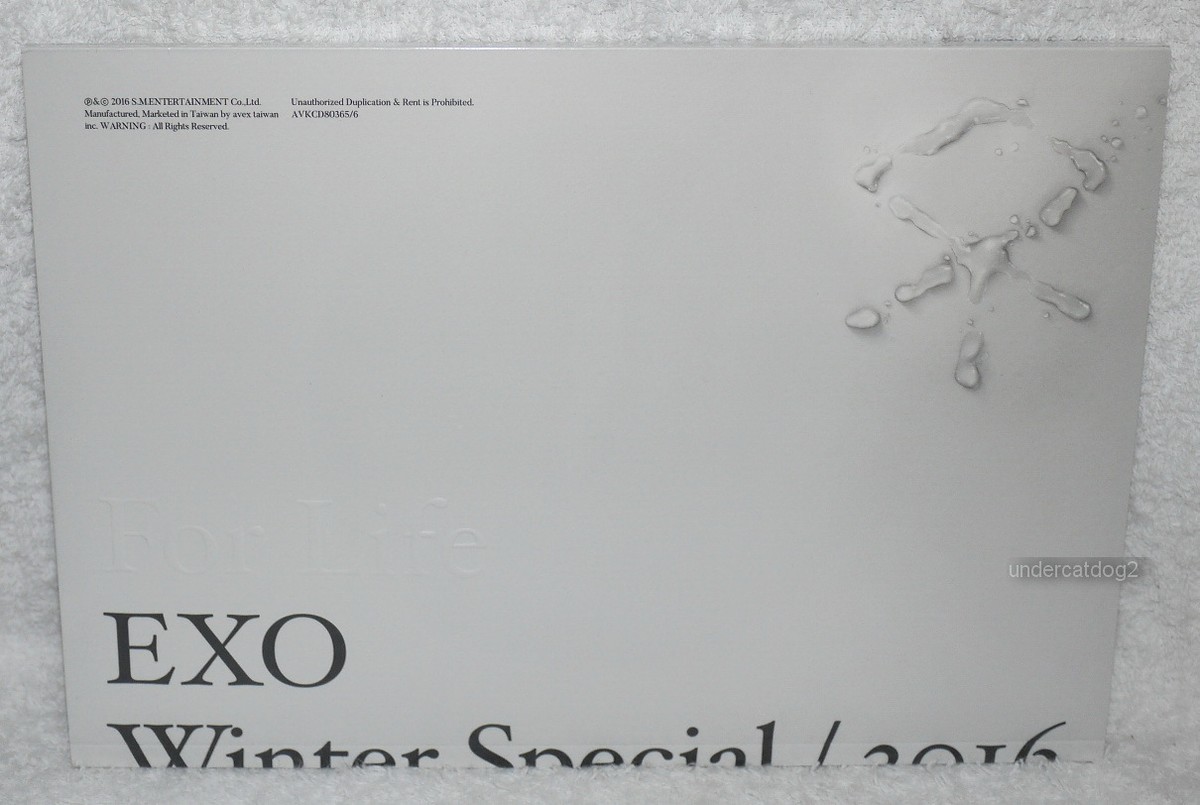 ℗&© 2016 S.M.ENTERTAINMENT Co.,Ltd.
Manufactured, Marketed in Taiwan by avex taiwan
inc. WARNING : All Rights Reserved.
Unauthorized Duplication & Rent is Prohibited.
AVKCD80365/6
For Life
undercatdog2
EXO
Winter Special / 2016